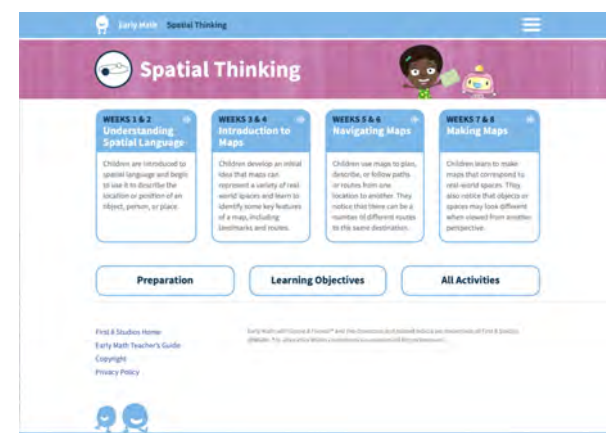 Early Math Spatial Thinking
Spatial Thinking
WEEKS 1 & 2
Understanding
Spatial Language
Children are introduced to
spatial language and begin
to use it to describe the
location or position of an
object, person, or place.
WEEKS 3 & 4
Introduction to
Maps
Children develop an initial
idea that maps can
represent a variety of real-
world spaces and learn to
identify some key features
of a map, including
landmarks and routes.
WEEKS 5 & 6
Navigating Maps
Children use maps to plan,
describe, or follow paths
or routes from one
location to another. They
notice that there can be a
number of different routes
to the same destination.
WEEKS 7 & 8
Making Maps
Children learn to make
maps that correspond to
real-world spaces. They
also notice that objects or
spaces may look different
when viewed from another
perspective.
Preparation
Learning Objectives
All Activities
First 8 Studios Home
Early Math Teacher's Guide
Copyright
Privacy Policy
Early Math with Gracie & Friends™ and the